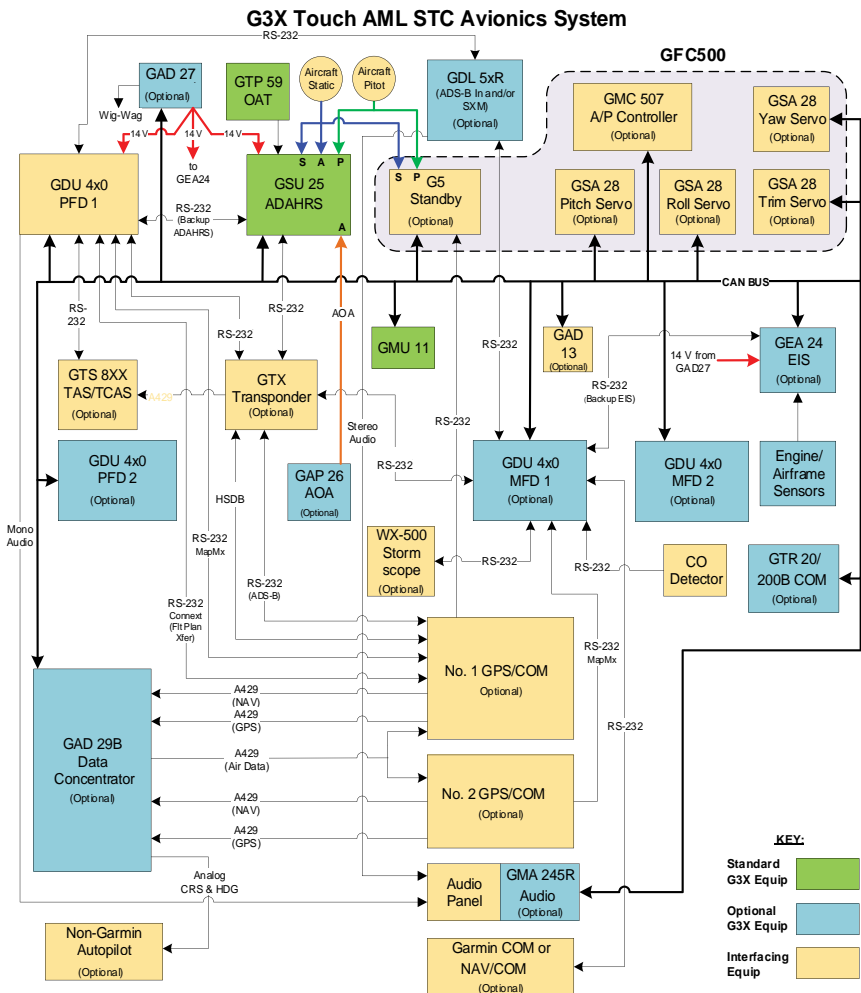 G3X Touch AML STC Avionics System
RS-232
GFC500
GAD 27
(Optional)
Wig-Wag
GTP 59
OAT
Aircraft
Static
Aircraft
Pitot
GDL 5xR
(ADS-B In and/or
SXM)
(Optional)
GMC 507
A/P Controller
(Optional)
GSA 28
Yaw Servo
(Optional)
14 V
14 V
14 V
to
GEA24
S
A
P
S
P
GDU 4x0
PFD 1
RS-232
(Backup
ADAHRS)
GSU 25
ADAHRS
A
G5
Standby
(Optional)
GSA 28
Pitch Servo
(Optional)
GSA 28
Roll Servo
(Optional)
GSA 28
Trim Servo
(Optional)
CAN BUS
RS-
232
RS-232
RS-232
AOA
GMU 11
GAD
13
(Optional)
14 V from
GAD27
GEA 24
EIS
(Optional)
RS-232
RS-232
(Backup EIS)
GTS 8XX
TAS/TCAS
(Optional)
A429
GTX
Transponder
(Optional)
Stereo
Audio
RS-232
GDU 4x0
PFD 2
(Optional)
HSDB
GAP 26
AOA
(Optional)
GDU 4x0
MFD 1
(Optional)
GDU 4x0
MFD 2
(Optional)
Engine/
Airframe
Sensors
Mono
Audio
RS-232
MapMx
WX-500
Storm
scope
(Optional)
RS-232
RS-232
CO
Detector
GTR 20/
200B COM
(Optional)
RS-232
(ADS-B)
RS-232
Connext
(Flt Plan
Xfer)
No. 1 GPS/COM
Optional)
RS-232
MapMx
RS-232
GAD 29B
Data
Concentrator
(Optional)
A429
(NAV)
A429
(GPS)
A429
(Air Data)
A429
(NAV)
A429
(GPS)
No. 2 GPS/COM
(Optional)
Analog
CRS & HDG
Audio
Panel
GMA 245R
Audio
(Optional)
Non-Garmin
Autopilot
(Optional)
Garmin COM or
NAV/COM
(Optional)
KEY:
Standard
G3X Equip
Optional
G3X Equip
Interfacing
Equip